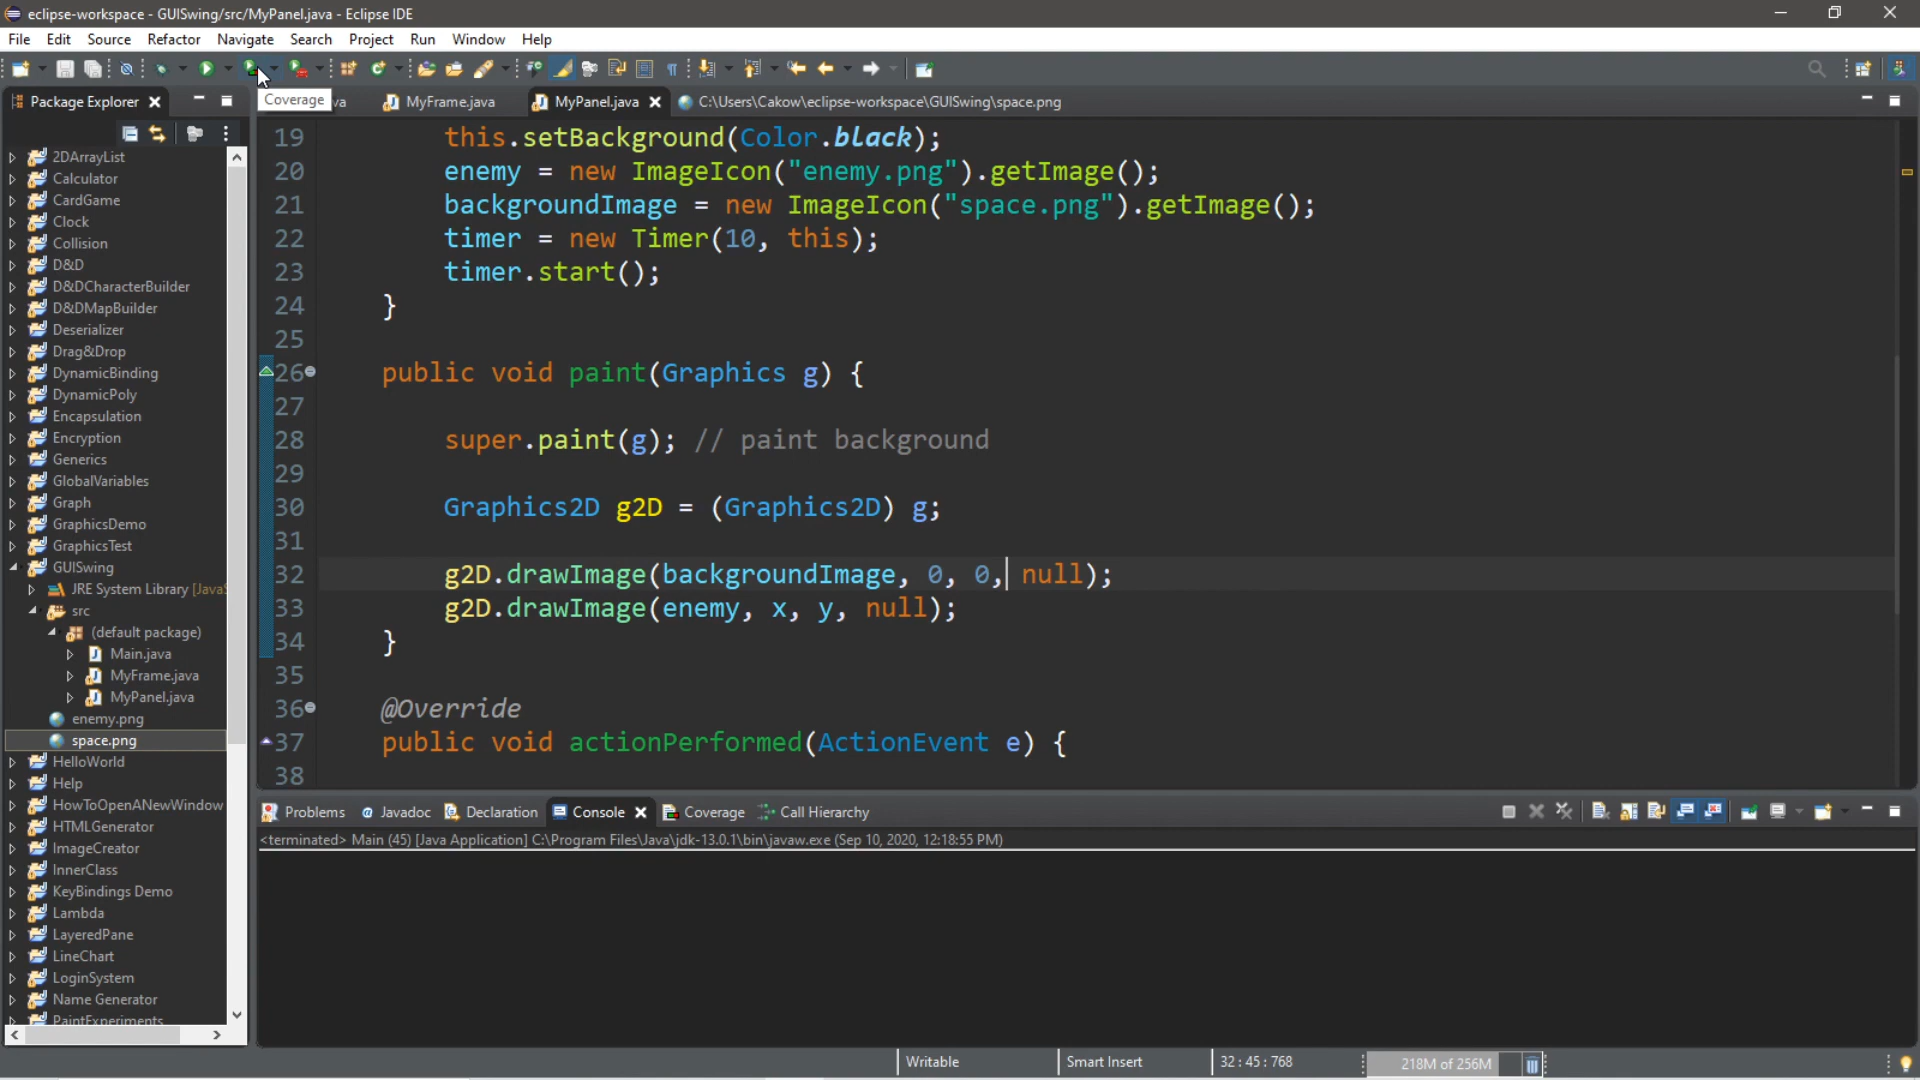 eclipse-workspace - GUISwing/src/MyPanel.java - Eclipse IDE
File Edit Source Refactor Navigate Search Project Run Window Help
Package Explorer
Coverage
va
MyFrame.java
MyPanel.java
C:\Users\Cakow\eclipse-workspace\GUISwing\space.png
2DArrayList
Calculator
CardGame
Clock
Collision
D&D
D&DCharacterBuilder
D&DMapBuilder
Deserializer
Drag&Drop
DynamicBinding
DynamicPoly
Encapsulation
Encryption
Generics
GlobalVariables
Graph
GraphicsDemo
GraphicsTest
GUISwing
JRE System Library [JavaS
src
(default package)
Main.java
MyFrame.java
MyPanel.java
enemy.png
space.png
HelloWorld
Help
HowToOpenANewWindow
HTMLGenerator
ImageCreator
InnerClass
KeyBindings Demo
Lambda
LayeredPane
LineChart
LoginSystem
Name Generator
PaintExperiments
19 this.setBackground(Color.black);
20 enemy = new ImageIcon("enemy.png").getImage();
21 backgroundImage = new ImageIcon("space.png").getImage();
22 timer = new Timer(10, this);
23 timer.start();
24 }
25
26 public void paint(Graphics g) {
27
28 super.paint(g); // paint background
29
30 Graphics2D g2D = (Graphics2D) g;
31
32 g2D.drawImage(backgroundImage, 0, 0, null);
33 g2D.drawImage(enemy, x, y, null);
34 }
35
36 @Override
37 public void actionPerformed(ActionEvent e) {
38
Problems Javadoc Declaration Console Coverage Call Hierarchy
<terminated> Main (45) [Java Application] C:\Program Files\Java\jdk-13.0.1\bin\javaw.exe (Sep 10, 2020, 12:18:55 PM)
Writable Smart Insert 32 : 45 : 768 218M of 256M